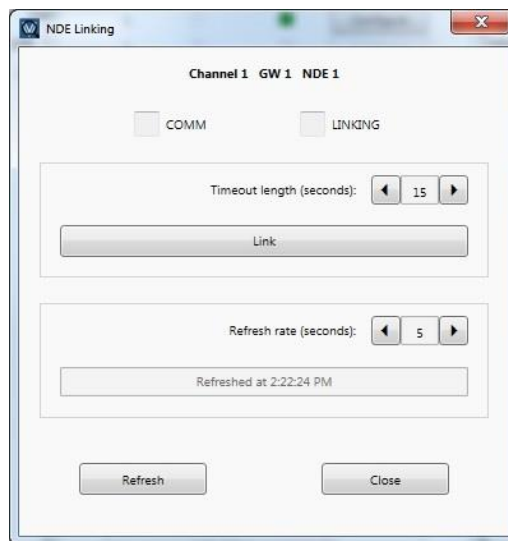 NDE Linking
Channel 1 GW 1 NDE 1
COMM LINKING
Timeout length (seconds): 15
Link
Refresh rate (seconds): 5
Refreshed at 2:22:24 PM
Refresh Close